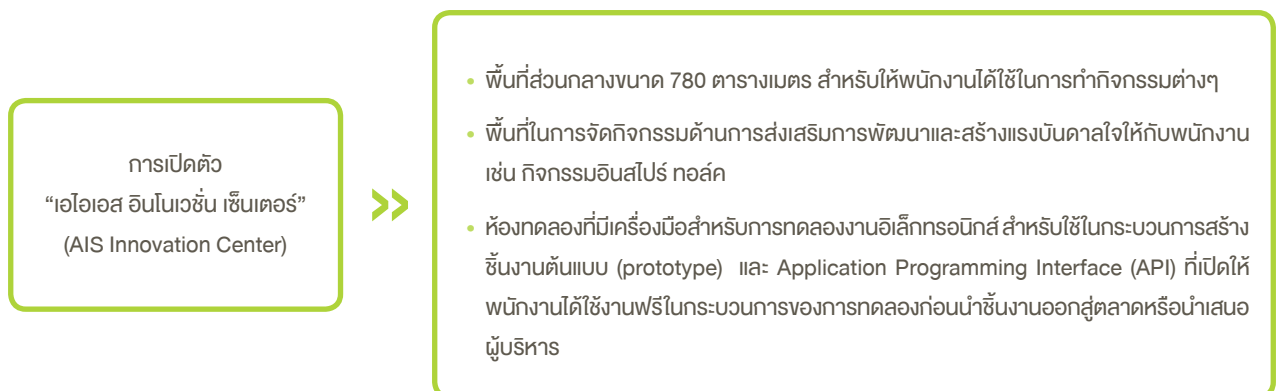 การเปิดตัว
“เอไอเอส อินโนเวชั่น เซ็นเตอร์”
(AIS Innovation Center)
• พื้นที่ส่วนกลางขนาด 780 ตารางเมตร สำหรับให้พนักงานได้ใช้ในการทำกิจกรรมต่างๆ
• พื้นที่ในการจัดกิจกรรมด้านการส่งเสริมการพัฒนาและสร้างแรงบันดาลใจให้กับพนักงาน
เช่น กิจกรรมอินสไปร์ ทอล์ค
• ห้องทดลองที่มีเครื่องมือสำหรับการทดลองงานอิเล็กทรอนิกส์ สำหรับใช้ในกระบวนการสร้าง
ชิ้นงานต้นแบบ (prototype) และ Application Programming Interface (API) ที่เปิดให้
พนักงานได้ใช้งานฟรีในกระบวนการของการทดลองก่อนนำชิ้นงานออกสู่ตลาดหรือนำเสนอ
ผู้บริหาร